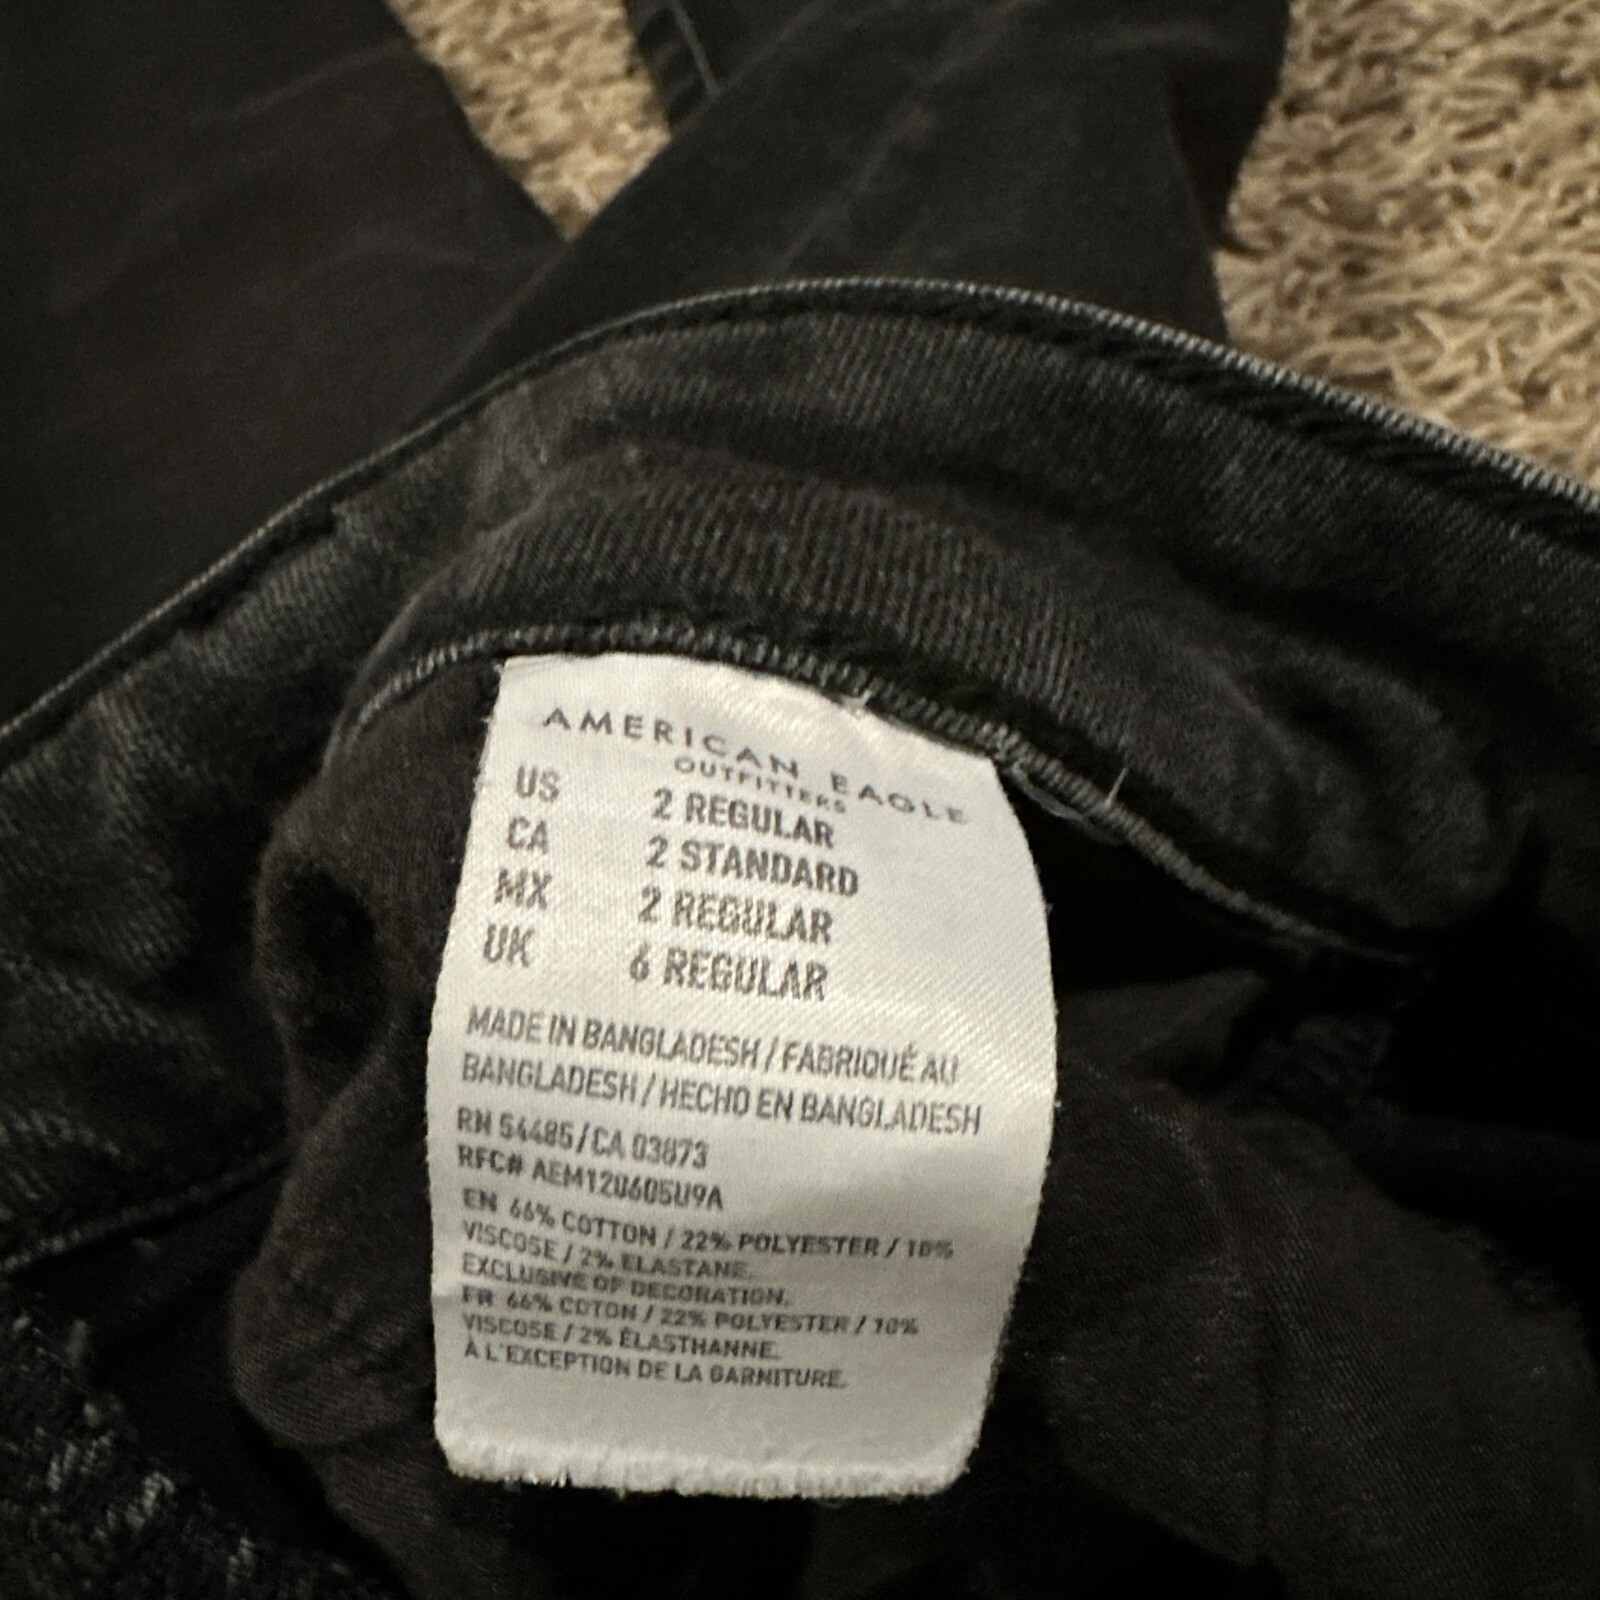 AMERICAN EAGLE
OUTFITTERS
US 2 REGULAR
CA 2 STANDARD
MX 2 REGULAR
UK 6 REGULAR
MADE IN BANGLADESH / FABRIQUÉ AU
BANGLADESH / HECHO EN BANGLADESH
RN 54485 / CA 03873
RFC# AEM120605U9A
EN 66% COTTON / 22% POLYESTER / 10%
VISCOSE / 2% ELASTANE.
EXCLUSIVE OF DECORATION.
FR 66% COTON / 22% POLYESTER / 10%
VISCOSE / 2% ÉLASTHANNE.
À L'EXCEPTION DE LA GARNITURE.